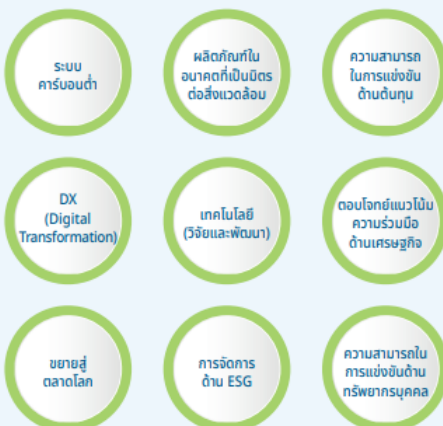 ระบบ
คาร์บอนต่ำ
ผลิตภัณฑ์ใน
อนาคตที่เป็นมิตร
ต่อสิ่งแวดล้อม
ความสามารถ
ในการแข่งขัน
ด้านต้นทุน
DX
(Digital
Transformation)
เทคโนโลยี
(วิจัยและพัฒนา)
ตอบโจทย์แนวโน้ม
ความร่วมมือ
ด้านเศรษฐกิจ
ขยายสู่
ตลาดโลก
การจัดการ
ด้าน ESG
ความสามารถใน
การแข่งขันด้าน
ทรัพยากรบุคคล